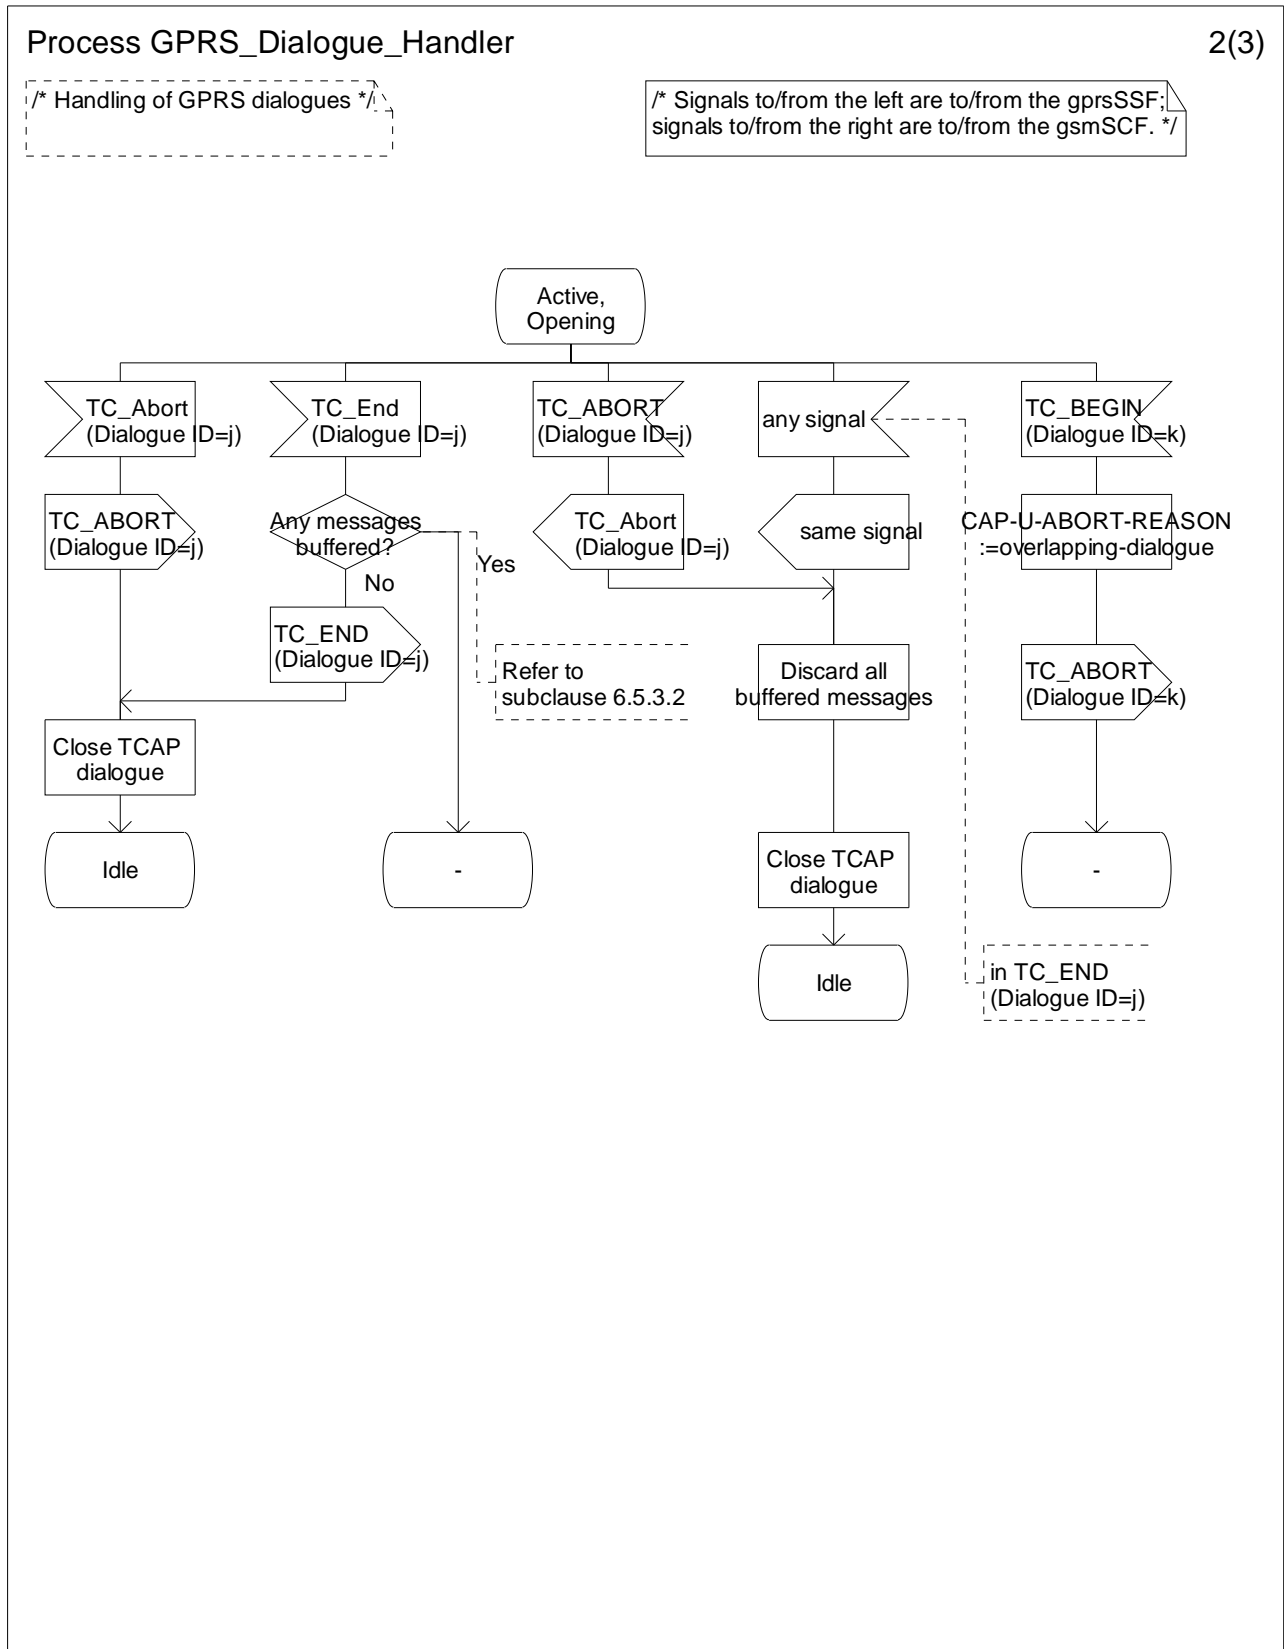 Process GPRS_Dialogue_Handler
2(3)
/* Handling of GPRS dialogues */
/* Signals to/from the left are to/from the gprsSSF;
signals to/from the right are to/from the gsmSCF. */
Active,
Opening
TC_Abort
(Dialogue ID=j)
TC_End
(Dialogue ID=j)
TC_ABORT
(Dialogue ID=j)
any signal
TC_BEGIN
(Dialogue ID=k)
TC_ABORT
(Dialogue ID=j)
Any messages
buffered?
Yes
No
TC_Abort
(Dialogue ID=j)
same signal
CAP-U-ABORT-REASON
:=overlapping-dialogue
TC_END
(Dialogue ID=j)
Refer to
subclause 6.5.3.2
Discard all
buffered messages
TC_ABORT
(Dialogue ID=k)
Close TCAP
dialogue
Idle
-
Close TCAP
dialogue
-
Idle
in TC_END
(Dialogue ID=j)